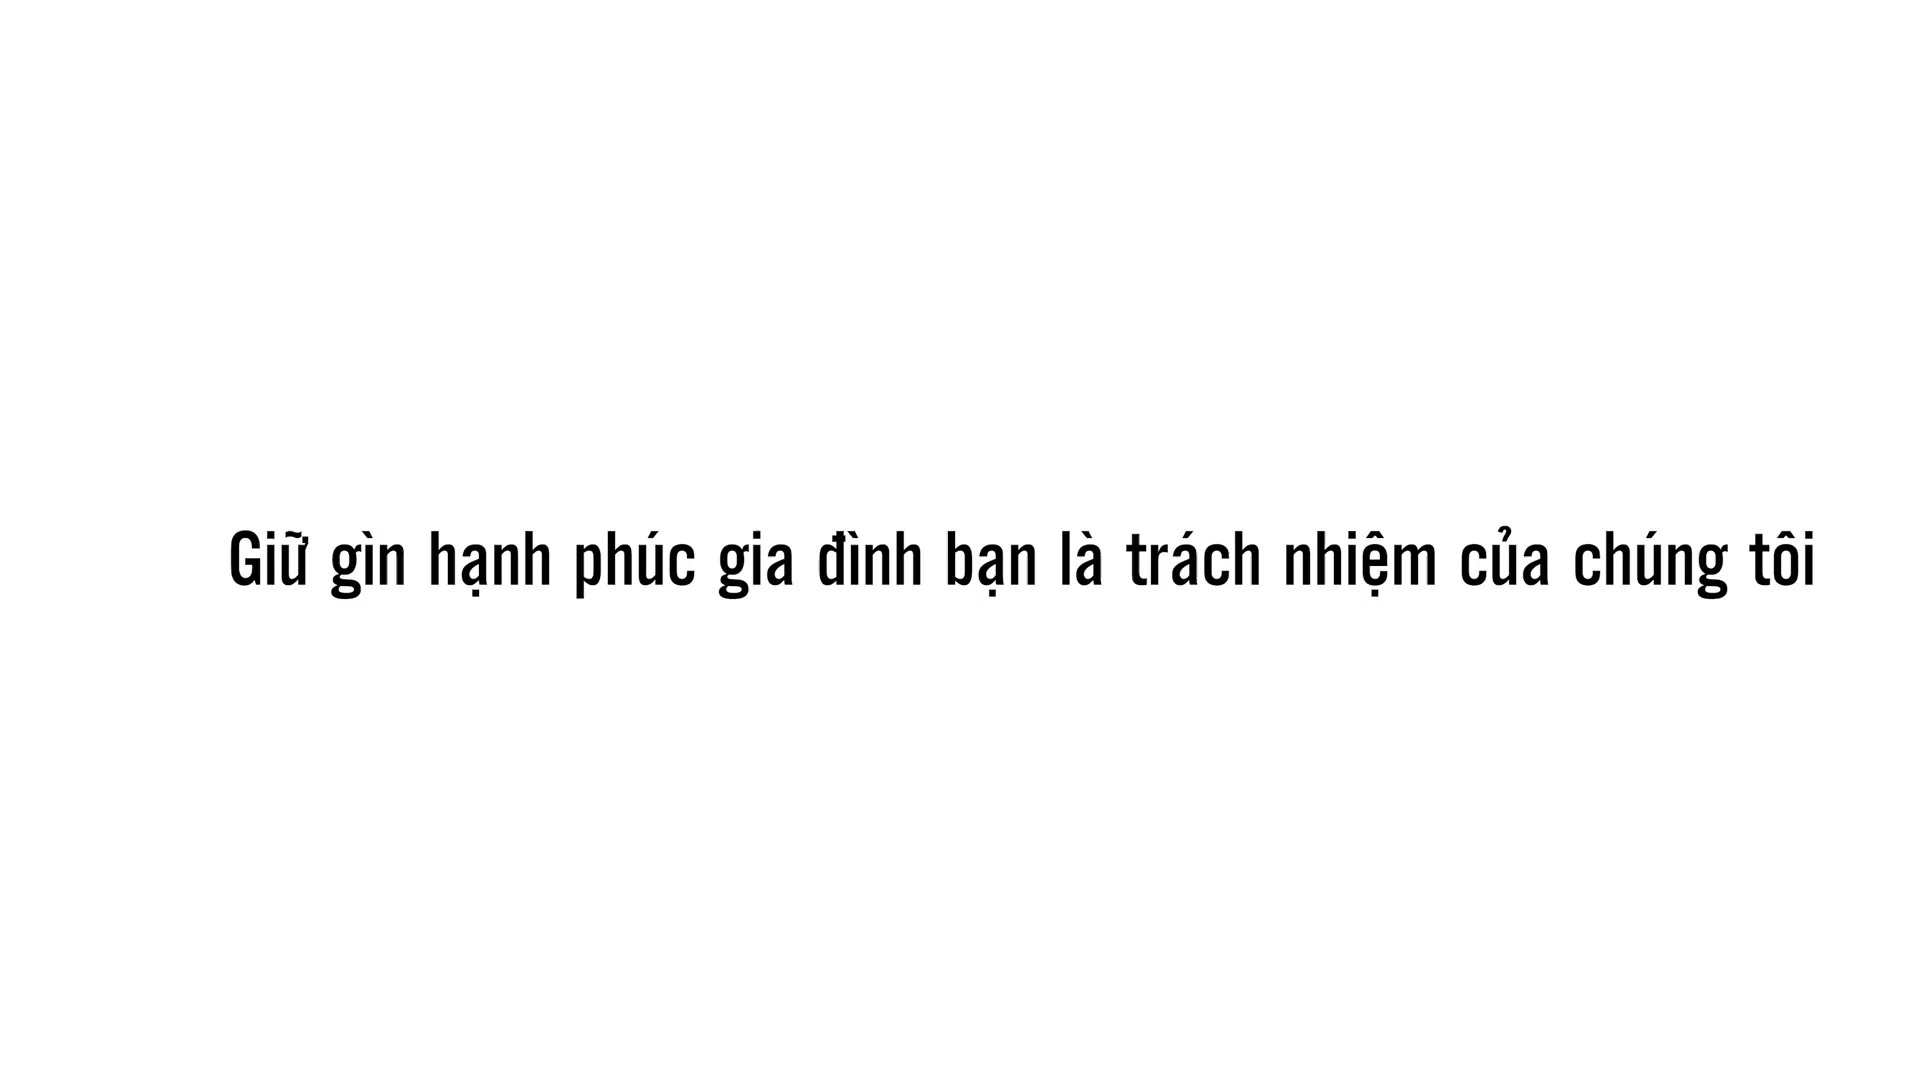 Giữ gìn hạnh phúc gia đình bạn là trách nhiệm của chúng tôi